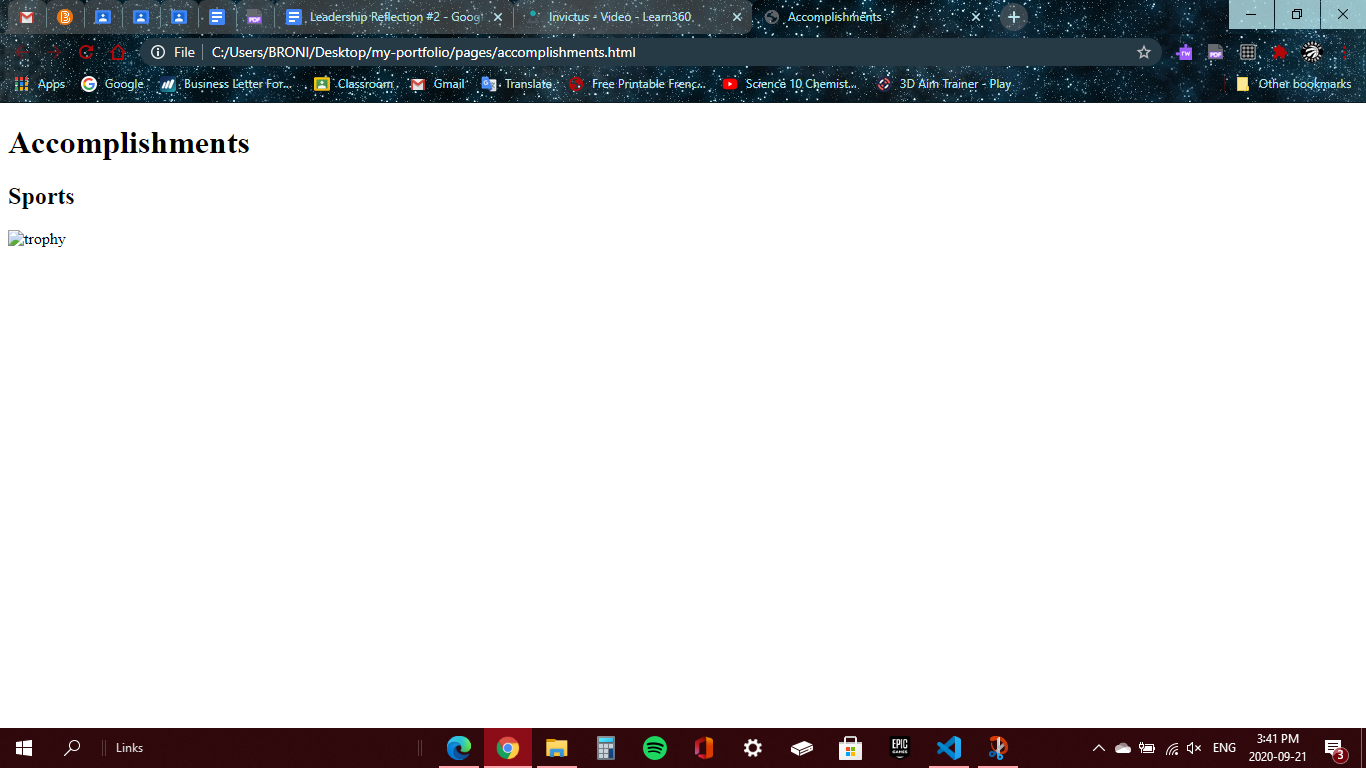 Leadership Reflection #2 - Goog
Invictus - Video - Learn360
Accomplishments
File
C:/Users/BRONI/Desktop/my-portfolio/pages/accomplishments.html
Apps
Google
Business Letter For...
Classroom
Gmail
Translate
Free Printable Frenc...
Science 10 Chemist...
3D Aim Trainer - Play
Other bookmarks
Accomplishments
Sports
trophy
Links
EPIC
GAMES
ENG
3:41 PM
2020-09-21
3